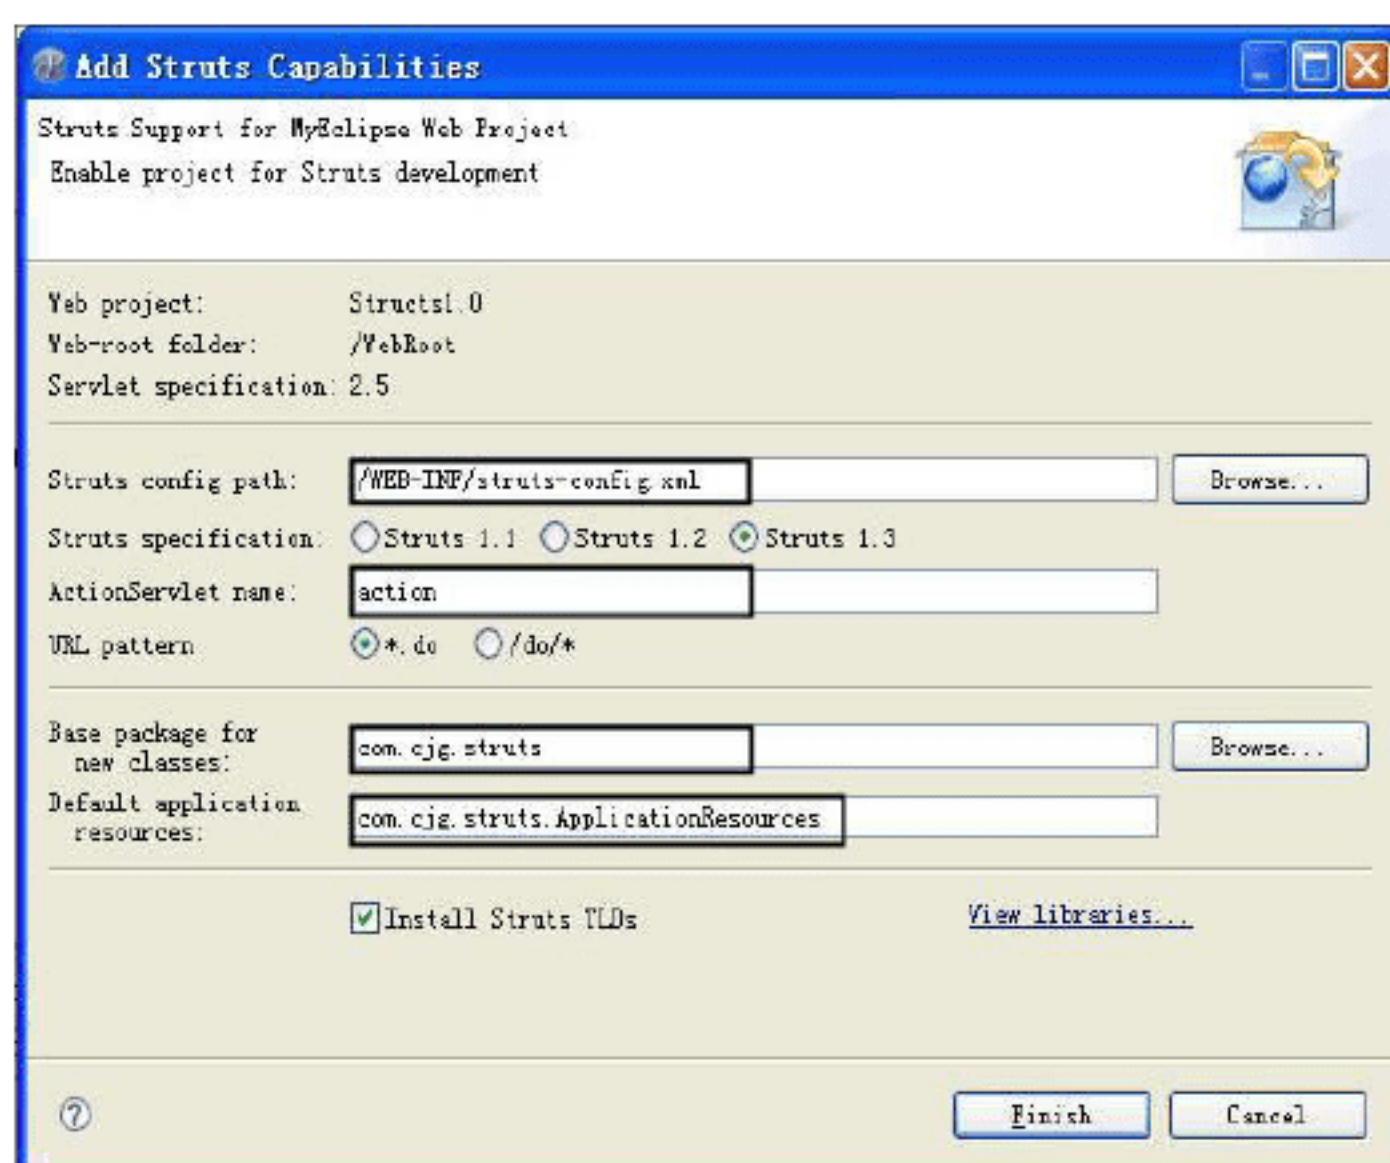 Add Struts Capabilities
Struts Support for MyEclipse Web Project
Enable project for Struts development
Web project: Structs1.0
Web-root folder: /WebRoot
Servlet specification: 2.5
Struts config path: /WEB-INF/struts-config.xml Browse...
Struts specification: Struts 1.1 Struts 1.2 Struts 1.3
ActionServlet name: action
URL pattern *.do /do/*
Base package for
new classes: com.cjg.struts Browse...
Default application
resources: com.cjg.struts.ApplicationResources
Install Struts TLDs View libraries...
? Finish Cancel